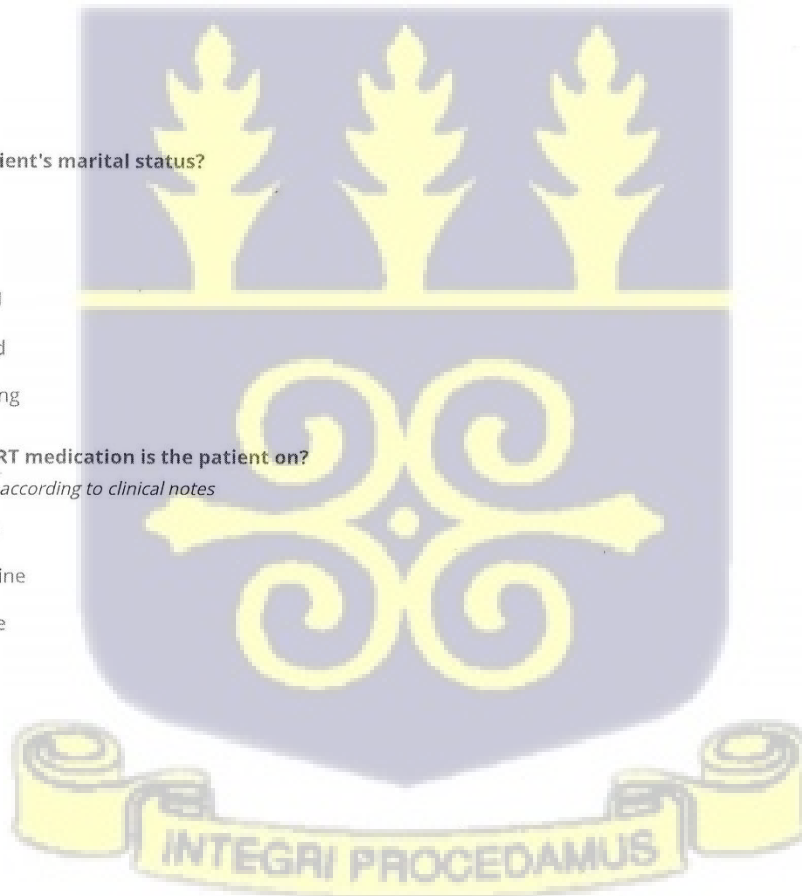 ient's marital status?
d
ng
RT medication is the patient on?
according to clinical notes
ine
e
INTEGRI PROCEDAMUS